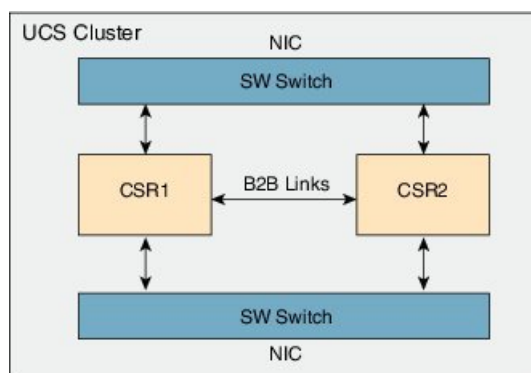 UCS Cluster
NIC
SW Switch
CSR1
B2B Links
CSR2
SW Switch
NIC